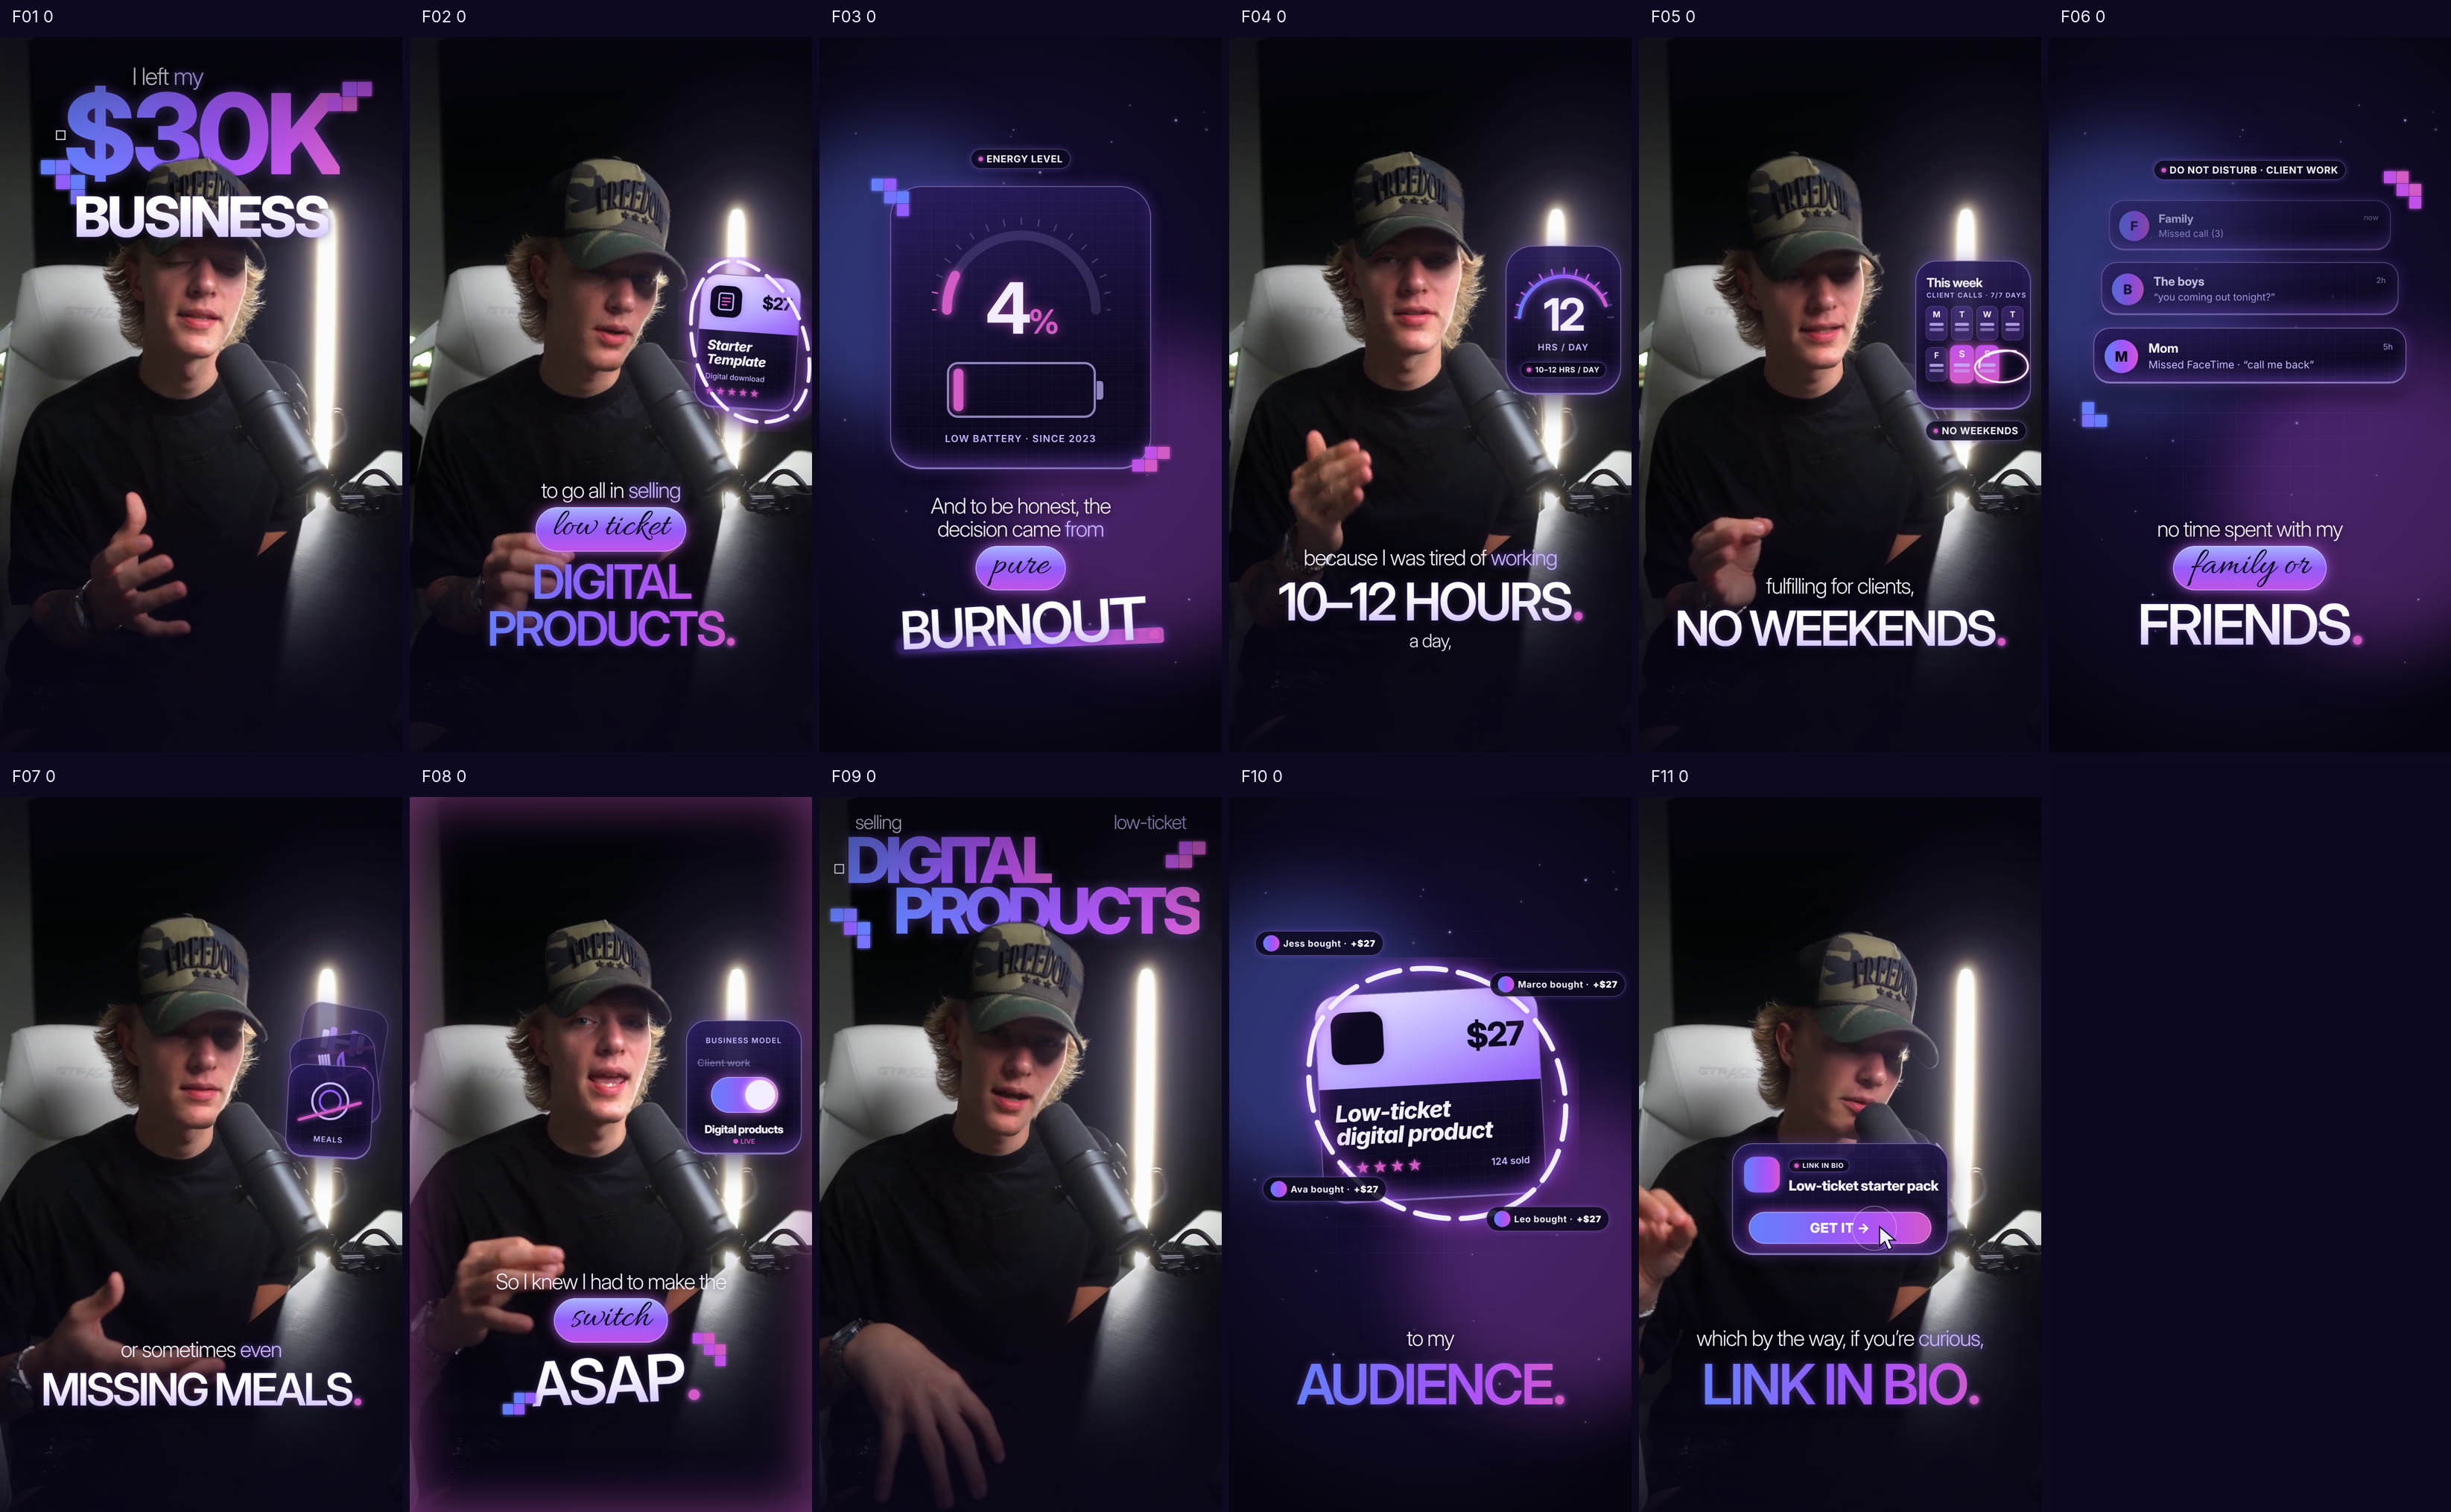 F01 0
I left my
$30K
BUSINESS
FREEDOM
F02 0
FREEDOM
$27
Starter
Template
Digital download
to go all in selling
low ticket
DIGITAL
PRODUCTS.
F03 0
ENERGY LEVEL
4%
LOW BATTERY · SINCE 2023
And to be honest, the
decision came from
pure
BURNOUT.
F04 0
FREEDOM
12
HRS / DAY
10–12 HRS / DAY
because I was tired of working
10–12 HOURS.
a day,
F05 0
FREEDOM
This week
CLIENT CALLS · 7/7 DAYS
M T W T
F S S
NO WEEKENDS
fulfilling for clients,
NO WEEKENDS.
F06 0
DO NOT DISTURB · CLIENT WORK
F
Family
now
Missed call (3)
B
The boys
2h
“you coming out tonight?”
M
Mom
5h
Missed FaceTime · “call me back”
no time spent with my
family or
FRIENDS.
F07 0
FREEDOM
MEALS
or sometimes even
MISSING MEALS.
F08 0
FREEDOM
BUSINESS MODEL
Client work
Digital products
LIVE
So I knew I had to make the
switch
ASAP.
F09 0
selling low-ticket
DIGITAL
PRODUCTS
FREEDOM
F10 0
Jess bought · +$27
Marco bought · +$27
$27
Low-ticket
digital product
124 sold
Ava bought · +$27
Leo bought · +$27
to my
AUDIENCE.
F11 0
FREEDOM
LINK IN BIO
Low-ticket starter pack
GET IT →
which by the way, if you’re curious,
LINK IN BIO.